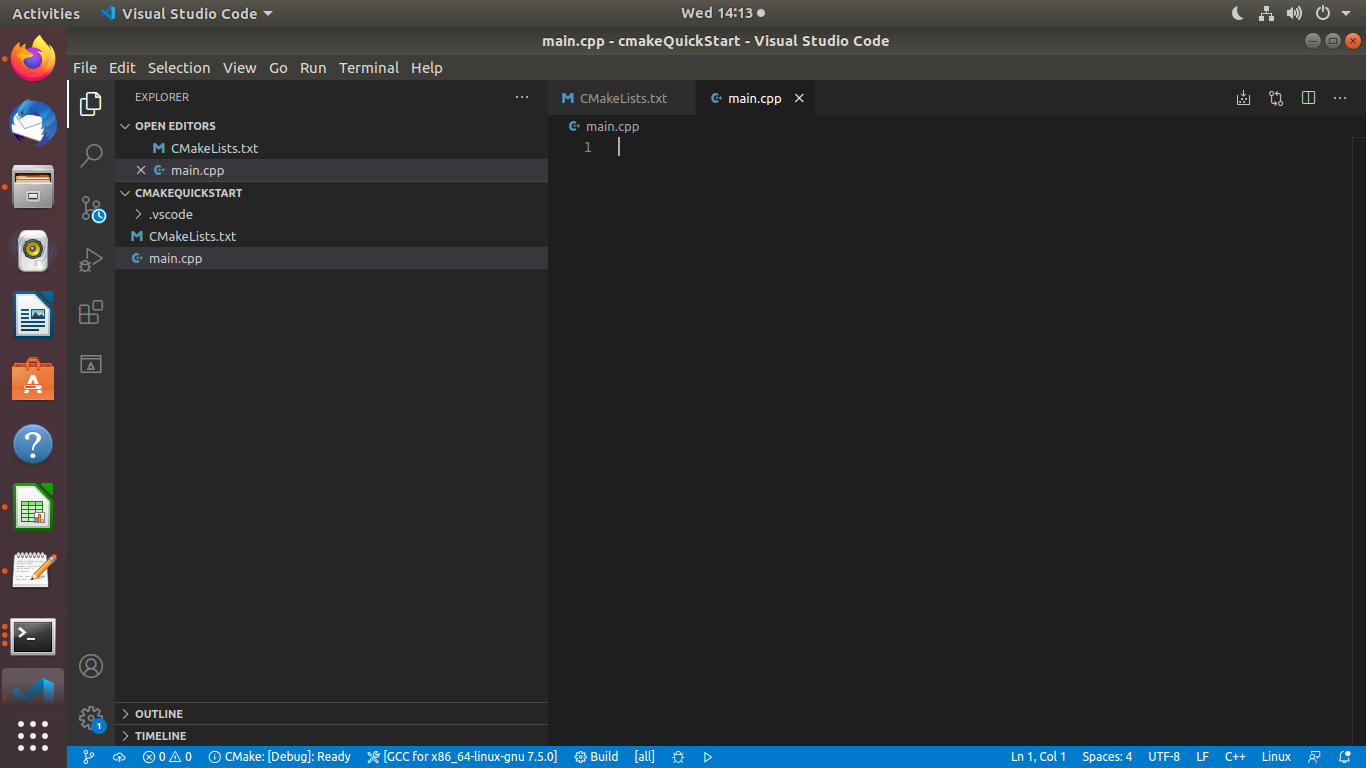 Activities Visual Studio Code Wed 14:13
main.cpp - cmakeQuickStart - Visual Studio Code
File Edit Selection View Go Run Terminal Help
EXPLORER
CMakeLists.txt main.cpp
OPEN EDITORS
main.cpp
CMakeLists.txt
1
main.cpp
CMAKEQUICKSTART
.vscode
CMakeLists.txt
main.cpp
OUTLINE
1
TIMELINE
0 0 CMake: [Debug]: Ready [GCC for x86_64-linux-gnu 7.5.0] Build [all] Ln 1, Col 1 Spaces: 4 UTF-8 LF C++ Linux